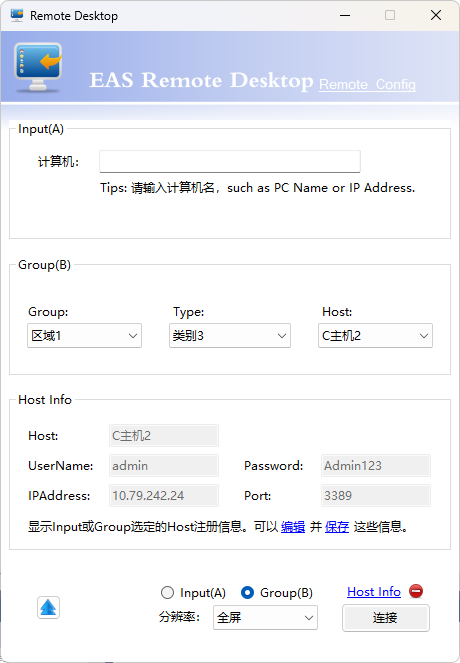 Remote Desktop
EAS Remote Desktop Remote Config
Input(A)
计算机:
Tips: 请输入计算机名，such as PC Name or IP Address.
Group(B)
Group: Type: Host:
区域1 类别3 C主机2
Host Info
Host: C主机2
UserName: admin Password: Admin123
IPAddress: 10.79.242.24 Port: 3389
显示Input或Group选定的Host注册信息。可以 编辑 并 保存 这些信息。
Input(A) Group(B) Host Info
分辨率: 全屏 连接